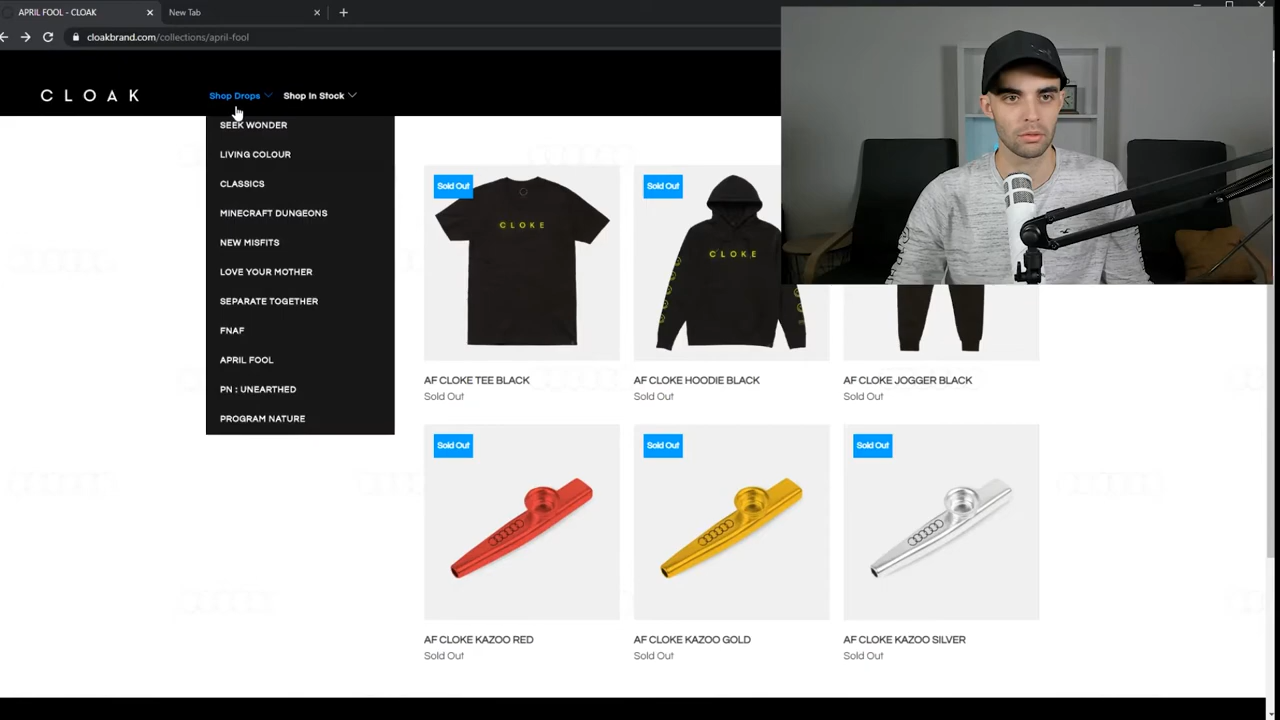 APRIL FOOL - CLOAK
New Tab
cloakbrand.com/collections/april-fool
CLOAK
Shop Drops
Shop In Stock
SEEK WONDER
LIVING COLOUR
CLASSICS
MINECRAFT DUNGEONS
NEW MISFITS
LOVE YOUR MOTHER
SEPARATE TOGETHER
FNAF
APRIL FOOL
PN : UNEARTHED
PROGRAM NATURE
Sold Out
CLOKE
Sold Out
CLOKE
AF CLOKE TEE BLACK
Sold Out
AF CLOKE HOODIE BLACK
Sold Out
AF CLOKE JOGGER BLACK
Sold Out
Sold Out
Sold Out
Sold Out
AF CLOKE KAZOO RED
Sold Out
AF CLOKE KAZOO GOLD
Sold Out
AF CLOKE KAZOO SILVER
Sold Out